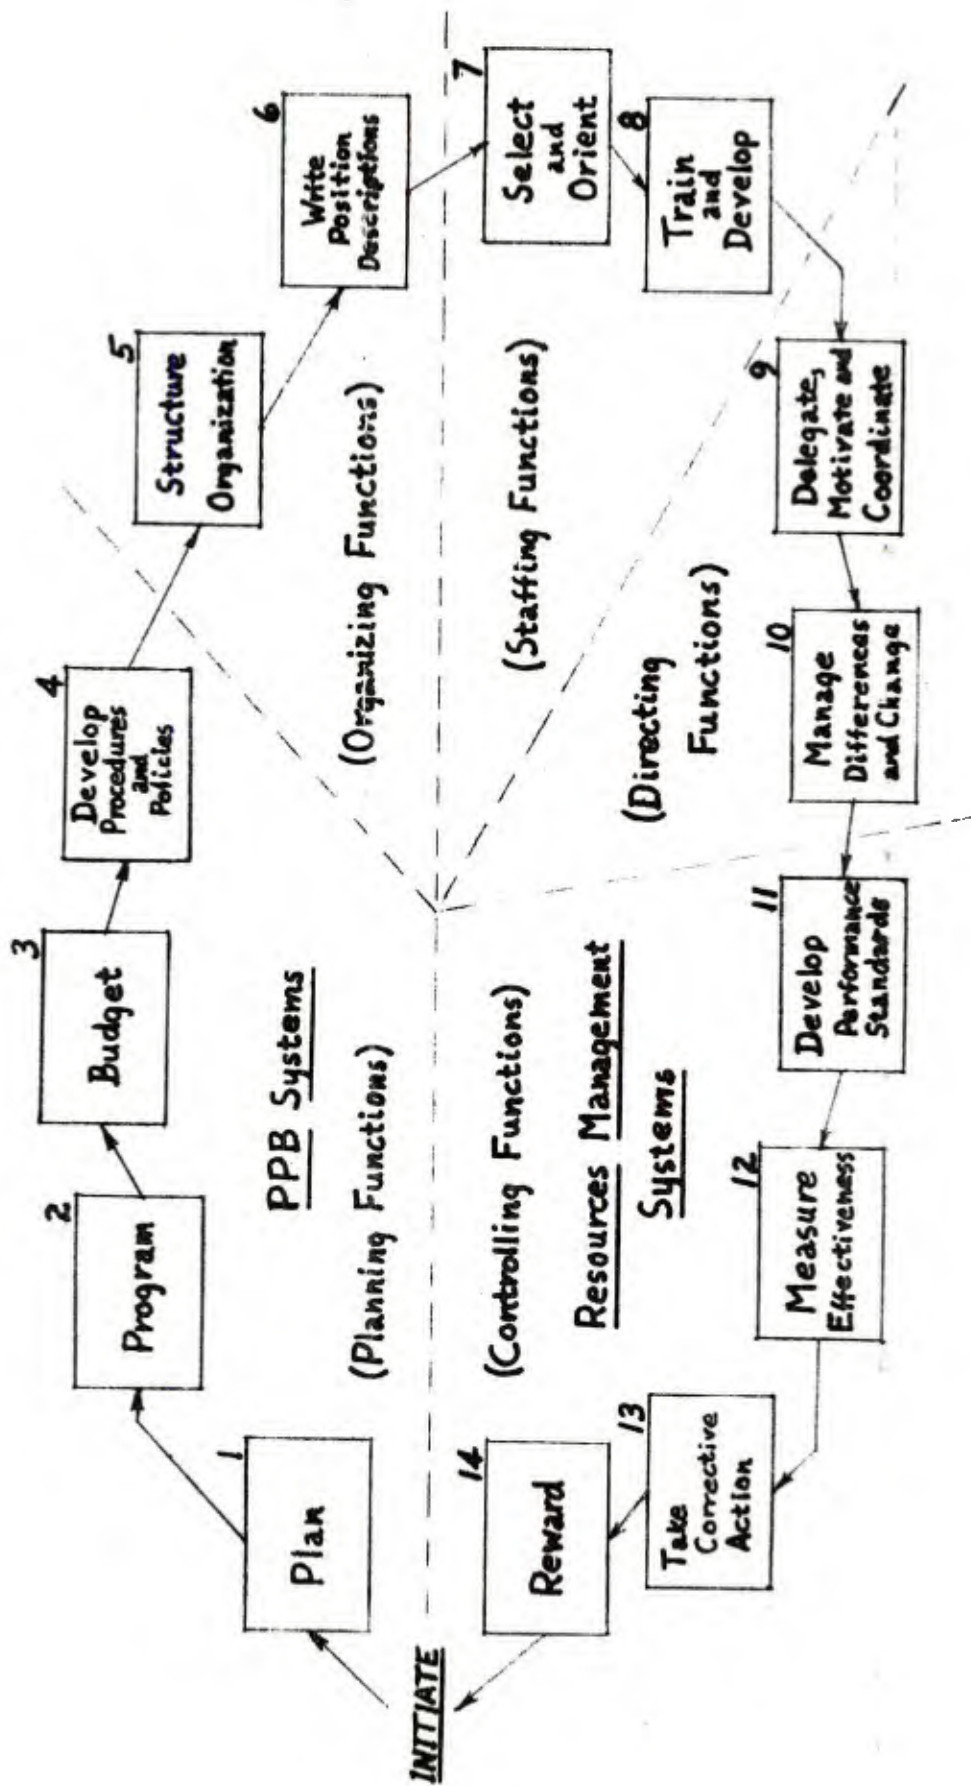 INITIATE
1
Plan
2
Program
3
Budget
4
Develop
Procedures
and
Policies
5
Structure
Organization
6
Write
Position
Descriptions
7
Select
and
Orient
8
Train
and
Develop
9
Delegate,
Motivate and
Coordinate
10
Manage
Differences
and Change
11
Develop
Performance
Standards
12
Measure
Effectiveness
13
Take
Corrective
Action
14
Reward
PPB Systems
(Planning Functions)
(Organizing Functions)
(Staffing Functions)
(Directing
Functions)
(Controlling Functions)
Resources Management
Systems